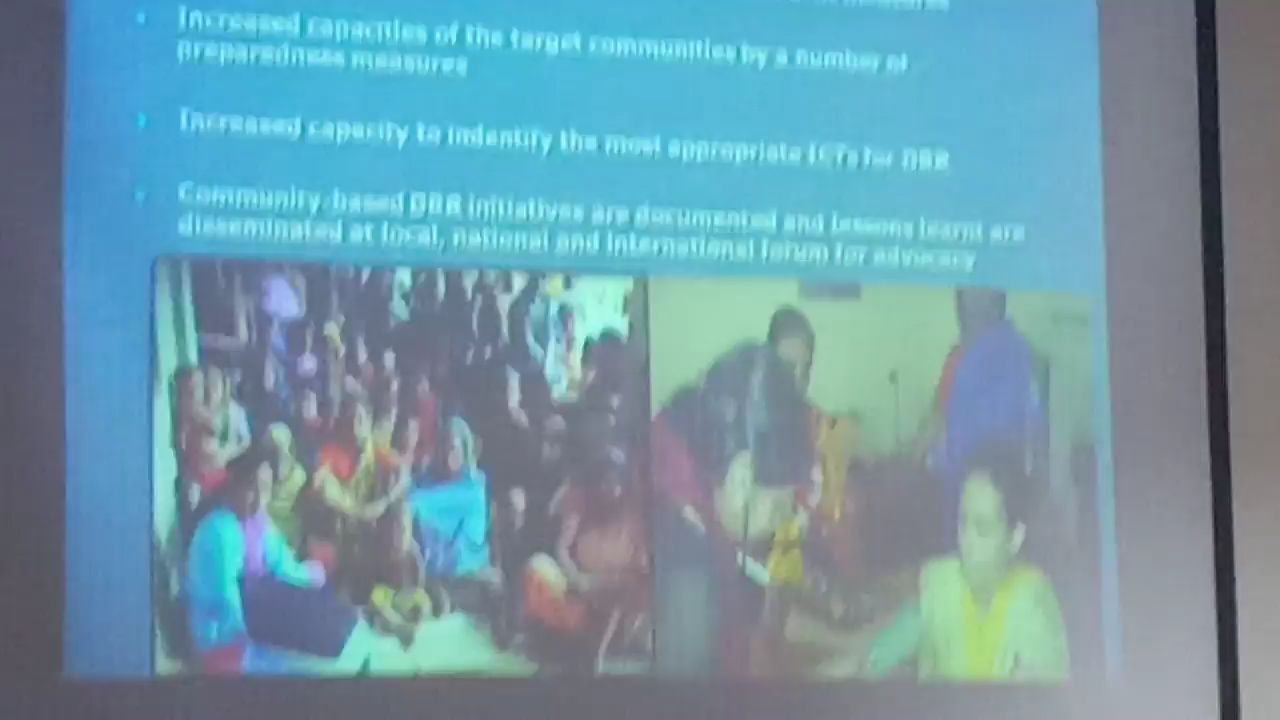 measures
Increased capacities of the target communities by a number of
preparedness measures
Increased capacity to indentify the most appropriate ICTs for DRR
Community-based DRR initiatives are documented and lessons learnt are
disseminated at local, national and international forum for advocacy